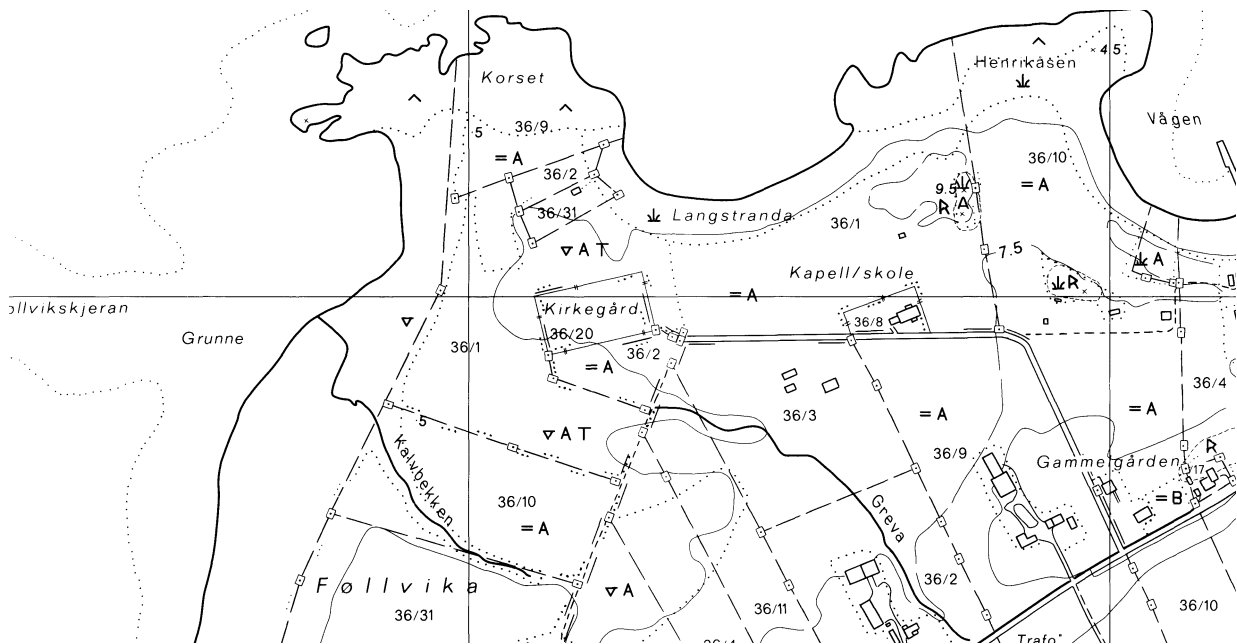 Korset
× 45
Henrikåsen
Vågen
5
36/9
= A
36/2
36/10
= A
9.5
R A
36/31
Langstranda
36/1
A T
7.5
A
Kapell/skole
R
= A
ollvikskjeran
Kirkegård
Grunne
36/20
36/8
36/1
36/2
= A
36/4
36/3
= A
= A
5
A T
36/9
R
Kalvbekken
Gammelgården
17
36/10
= B
= A
Greva
Føllvika
36/2
A
36/31
36/11
36/10
Trafo